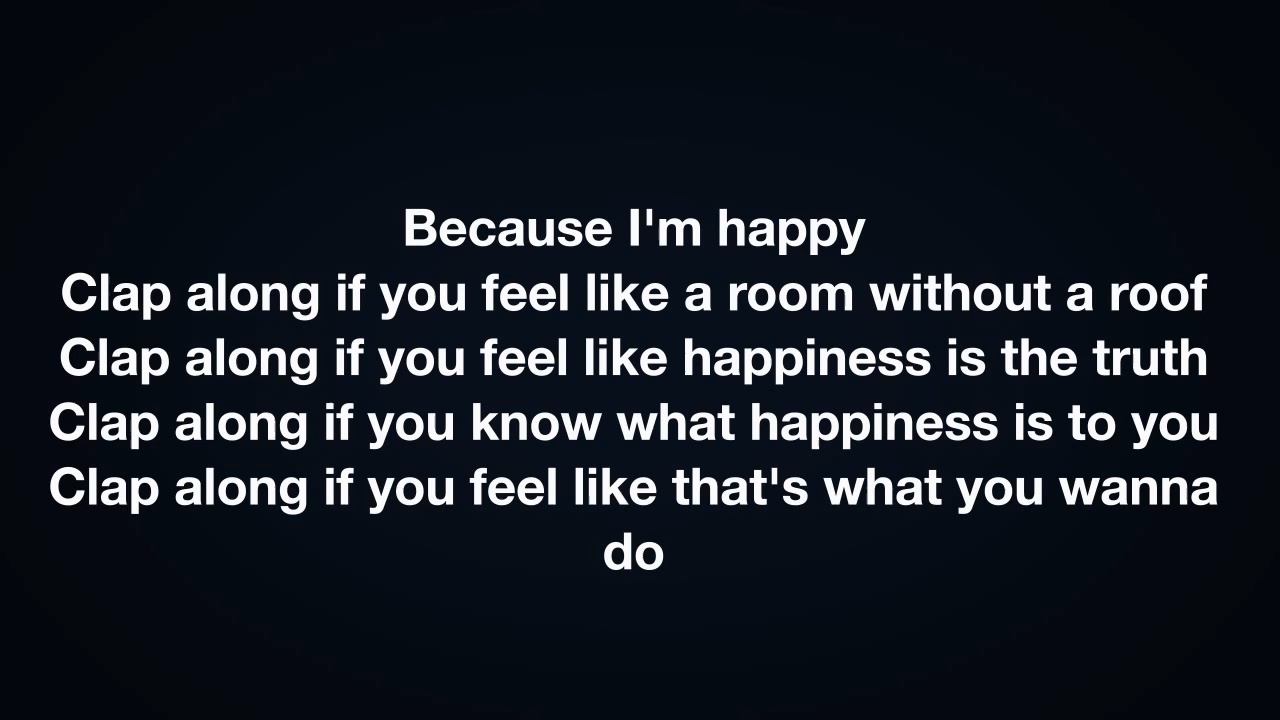 Because I'm happy
Clap along if you feel like a room without a roof
Clap along if you feel like happiness is the truth
Clap along if you know what happiness is to you
Clap along if you feel like that's what you wanna
do